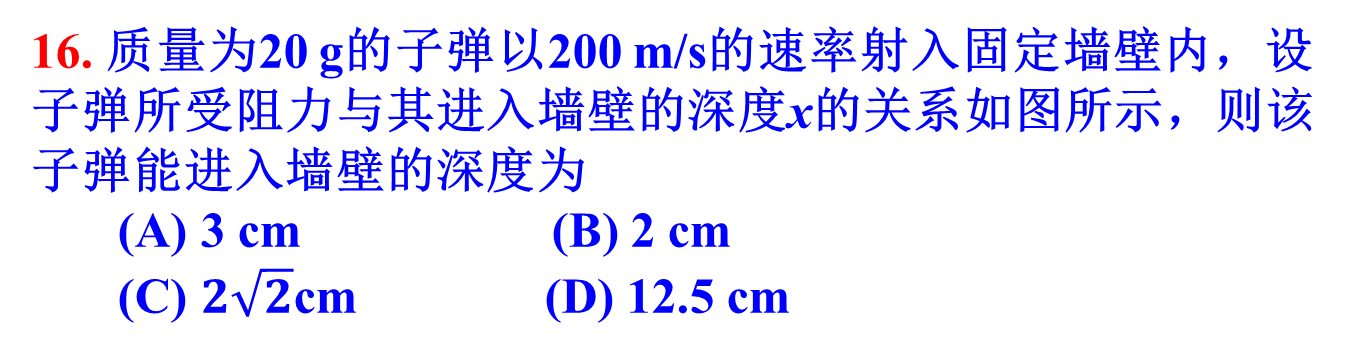 16. 质量为20 g的子弹以200 m/s的速率射入固定墙壁内，设
子弹所受阻力与其进入墙壁的深度x的关系如图所示，则该
子弹能进入墙壁的深度为
(A) 3 cm (B) 2 cm
(C) 2√2cm (D) 12.5 cm